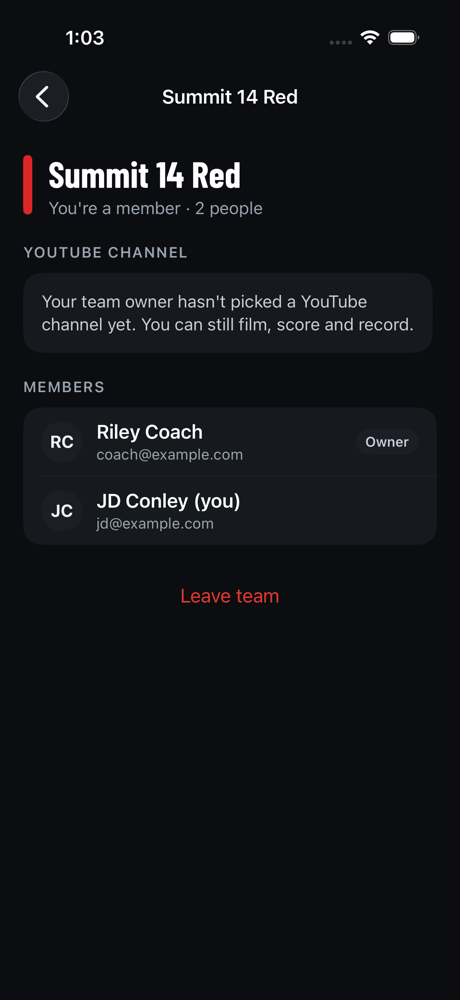 1:03
Summit 14 Red
Summit 14 Red
You're a member · 2 people
YOUTUBE CHANNEL
Your team owner hasn't picked a YouTube
channel yet. You can still film, score and record.
MEMBERS
RC
Riley Coach
coach@example.com
Owner
JC
JD Conley (you)
jd@example.com
Leave team